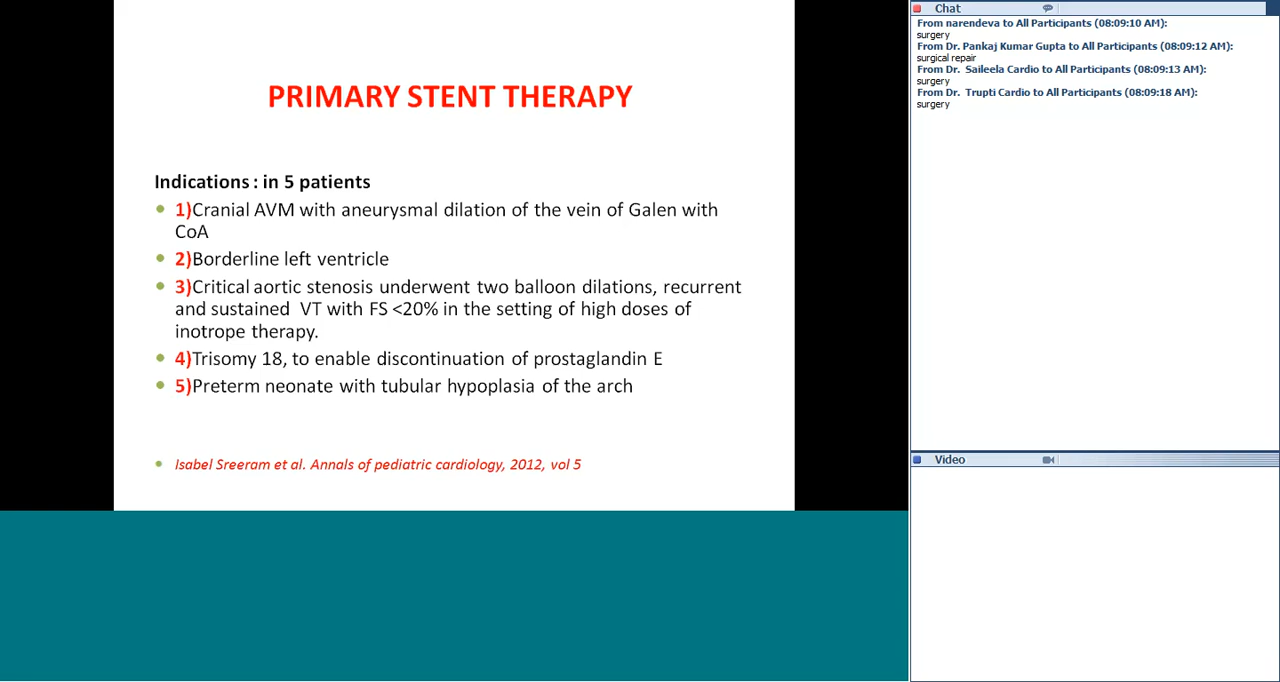 PRIMARY STENT THERAPY
Indications : in 5 patients
1)Cranial AVM with aneurysmal dilation of the vein of Galen with
CoA
2)Borderline left ventricle
3)Critical aortic stenosis underwent two balloon dilations, recurrent
and sustained VT with FS <20% in the setting of high doses of
inotrope therapy.
4)Trisomy 18, to enable discontinuation of prostaglandin E
5)Preterm neonate with tubular hypoplasia of the arch
Isabel Sreeram et al. Annals of pediatric cardiology, 2012, vol 5
Chat
From narendeva to All Participants (08:09:10 AM):
surgery
From Dr. Pankaj Kumar Gupta to All Participants (08:09:12 AM):
surgical repair
From Dr. Saileela Cardio to All Participants (08:09:13 AM):
surgery
From Dr. Trupti Cardio to All Participants (08:09:18 AM):
surgery
Video